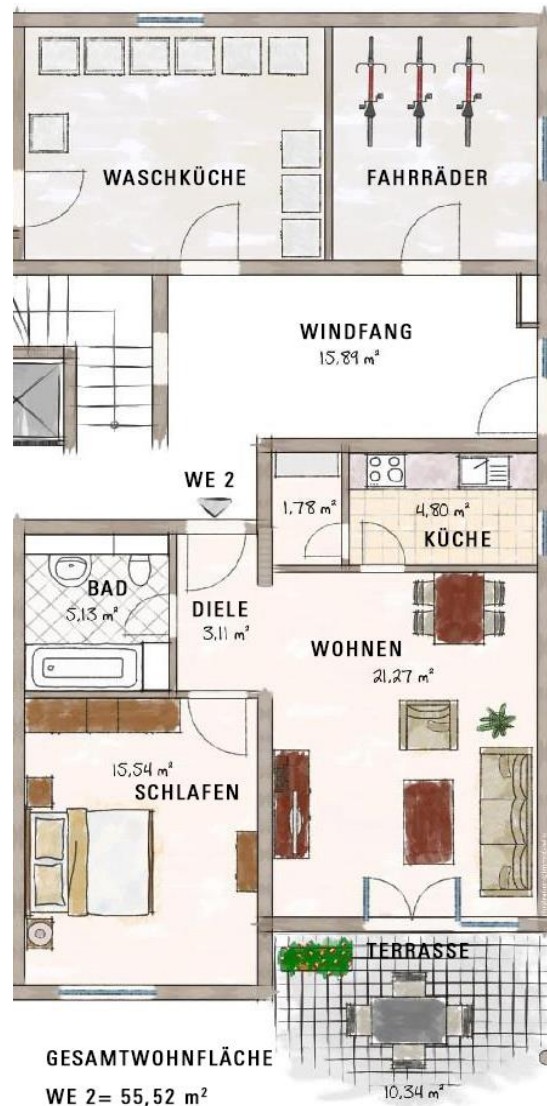 WASCHKÜCHE
FAHRRÄDER
WINDFANG
15,89 m²
WE 2
1,78 m²
4,80 m²
KÜCHE
BAD
5,13 m²
DIELE
3,11 m²
WOHNEN
21,27 m²
15,54 m²
SCHLAFEN
TERRASSE
10,34 m²
GESAMTWOHNFLÄCHE
WE 2= 55,52 m²